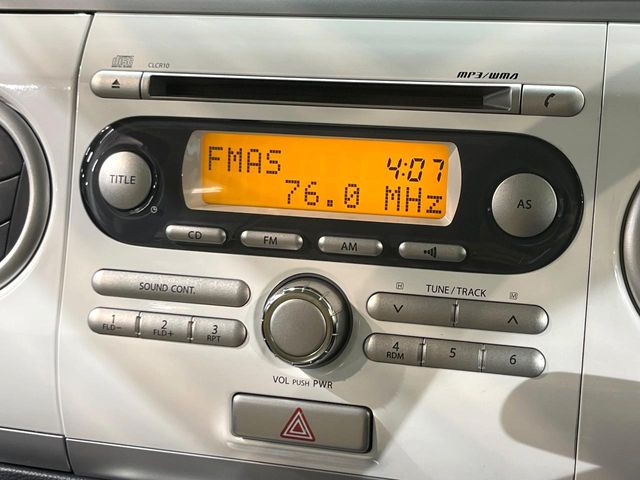 disc
CLCR10
MP3/WMA
TITLE
FMAS 4:07
76.0 MHz
AS
CD
FM
AM
SOUND CONT.
H TUNE/TRACK M
1 FLD−
2 FLD+
3 RPT
4 RDM
5
6
VOL PUSH PWR